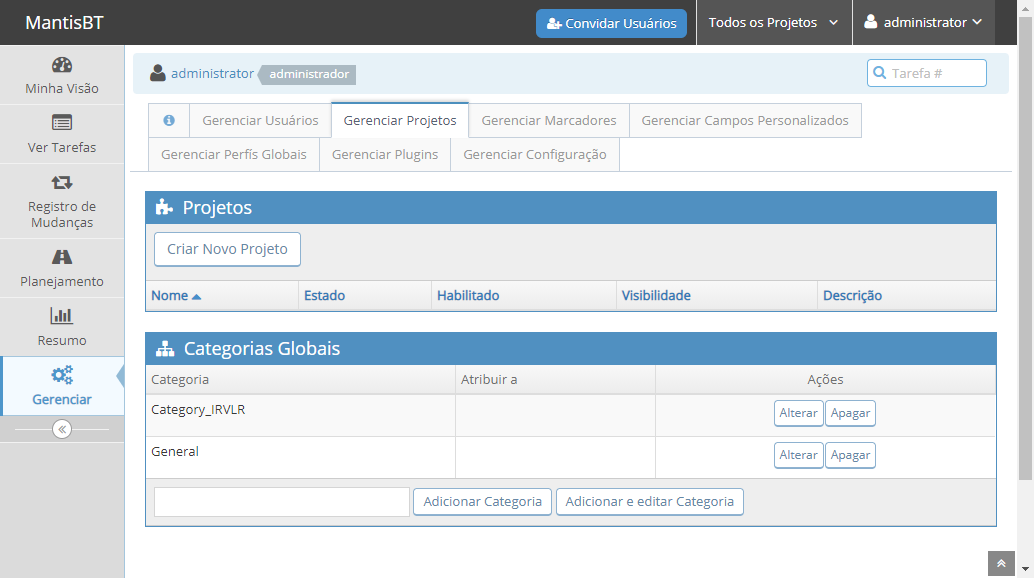 MantisBT
Convidar Usuários
Todos os Projetos
administrator
Minha Visão
Ver Tarefas
Registro de
Mudanças
Planejamento
Resumo
Gerenciar
administrator administrador
Tarefa #
Gerenciar Usuários Gerenciar Projetos Gerenciar Marcadores Gerenciar Campos Personalizados
Gerenciar Perfís Globais Gerenciar Plugins Gerenciar Configuração
Projetos
Criar Novo Projeto
Nome Estado Habilitado Visibilidade Descrição
Categorias Globais
Categoria Atribuir a Ações
Category_IRVLR Alterar Apagar
General Alterar Apagar
Adicionar Categoria Adicionar e editar Categoria